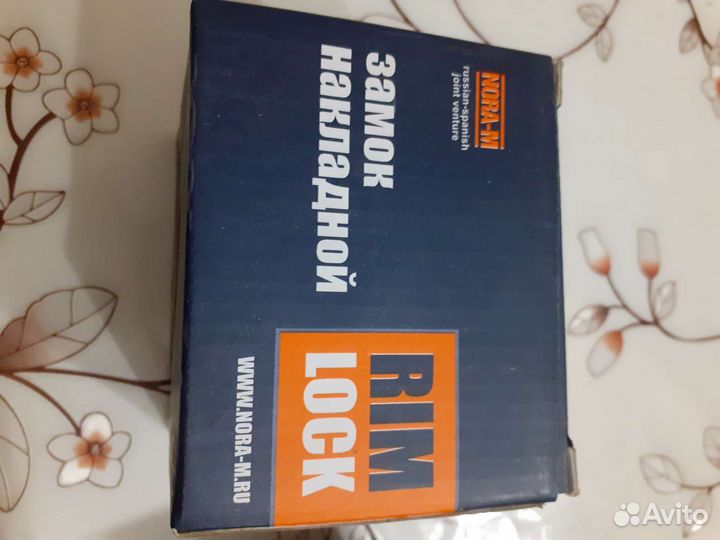 NORA-M
russian-spanish
joint venture
ЗАМОК
НАКЛАДНОЙ
RIM
LOCK
WWW.NORA-M.RU
Avito